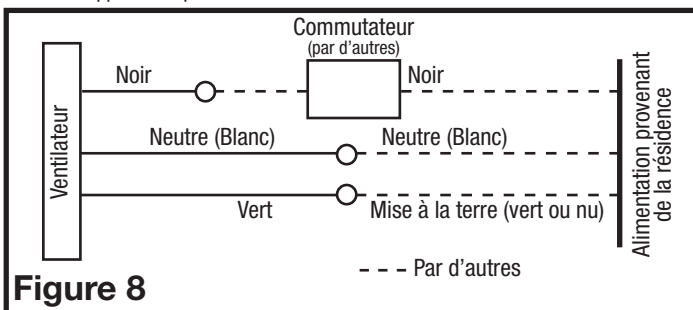 Commutateur
(par d'autres)
Noir
Noir
Ventilateur
Neutre (Blanc)
Neutre (Blanc)
Vert
Mise à la terre (vert ou nu)
Alimentation provenant
de la résidence
Par d'autres
Figure 8